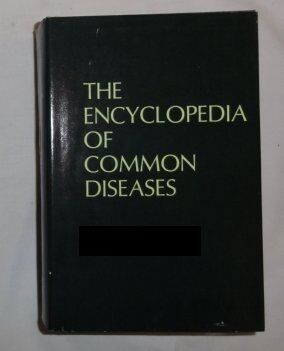 THE
ENCYCLOPEDIA
OF
COMMON
DISEASES